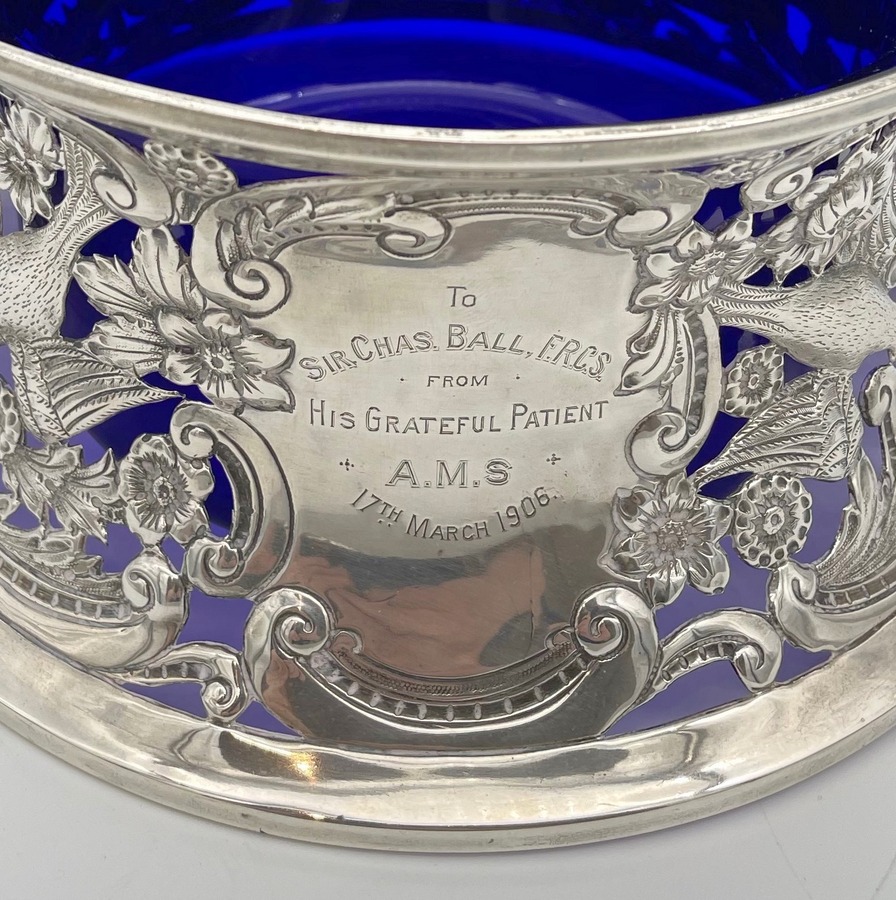 To
Sir Chas. Ball, F.R.C.S.
FROM
His Grateful Patient
A.M.S
17TH March 1906.